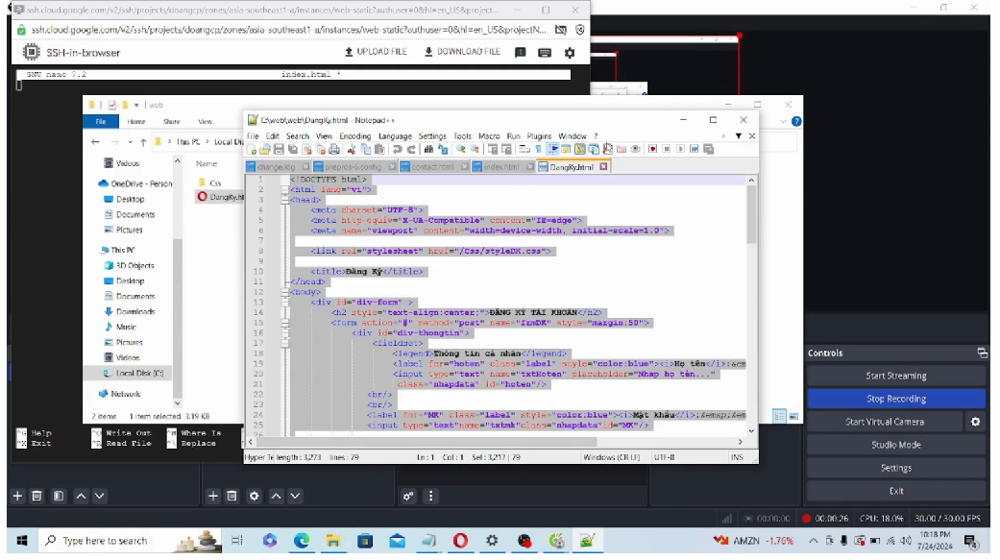 ssh.cloud.google.com/v2/ssh/projects/doangcp/zones/asia-southeast1-a/instances/web-static?authuser=0&hl=en_US&project...
ssh.cloud.google.com/v2/ssh/projects/doangcp/zones/asia-southeast1-a/instances/web-static?authuser=0&hl=en_US&projectN...
SSH-in-browser
UPLOAD FILE
DOWNLOAD FILE
GNU nano 7.2
index.html *
web
File
Home
Share
View
This PC
Local Di
Videos
OneDrive - Person
Desktop
Documents
Pictures
This PC
3D Objects
Desktop
Documents
Downloads
Music
Pictures
Videos
Local Disk (C:)
Network
Name
Css
DangKy.ht
2 items
1 item selected 3.19 KB
^G Help
^O Write Out
^W Where Is
^X Exit
^R Read File
^\ Replace
C:\web\web\DangKy.html - Notepad++
File Edit Search View Encoding Language Settings Tools Macro Run Plugins Window ?
change.log
prepros-6.config
contact.html
index.html
DangKy.html
1 <!DOCTYPE html>
2 <html lang="vi">
3 <head>
4 <meta charset="UTF-8">
5 <meta http-equiv="X-UA-Compatible" content="IE=edge">
6 <meta name="viewport" content="width=device-width, initial-scale=1.0">
7
8 <link rel="stylesheet" href="/Css/styleDK.css">
9
10 <title>Đăng Ký</title>
11 </head>
12 <body>
13 <div id="div-form" >
14 <h2 style="text-align:center;">ĐĂNG KÝ TÀI KHOẢN</h2>
15 <form action="#" method="post" name="frmDK" style="margin:50">
16 <div id="div-thongtin">
17 <fieldset>
18 <legend>Thông tin cá nhân</legend>
19 <label for="hoten" class="label" style="color:blue"><i>Họ tên</i>:&em
20 <input type="text" name="txtHoten" placeholder="Nhap họ tên..."
21 class="nhapdata" id="hoten"/>
22 <br/>
23 <br/>
24 <label for="MK" class="label" style="color:blue"><i>Mật khẩu</i>:&emsp;&e
25 <input type="text"name="txtmk"class="nhapdata"id="MK"/>
Hyper Te length : 3,273 lines : 79
Ln : 1 Col : 1 Sel : 3,217 | 79
Windows (CR LF)
UTF-8
INS
Controls
Start Streaming
Stop Recording
Start Virtual Camera
Studio Mode
Settings
Exit
00:00:00
00:00:26
CPU: 18.0%
30.00 / 30.00 FPS
Type here to search
AMZN -1.76%
10:18 PM
7/24/2024
4